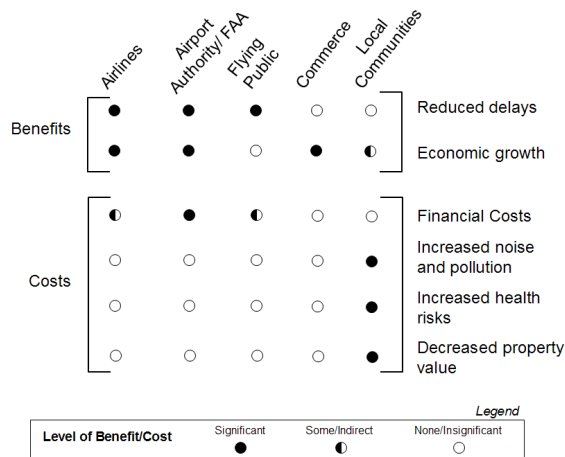 Airlines
Airport
Authority/ FAA
Flying
Public
Commerce
Local
Communities
Benefits
Reduced delays
Economic growth
Costs
Financial Costs
Increased noise
and pollution
Increased health
risks
Decreased property
value
Legend
Level of Benefit/Cost
Significant
Some/Indirect
None/Insignificant